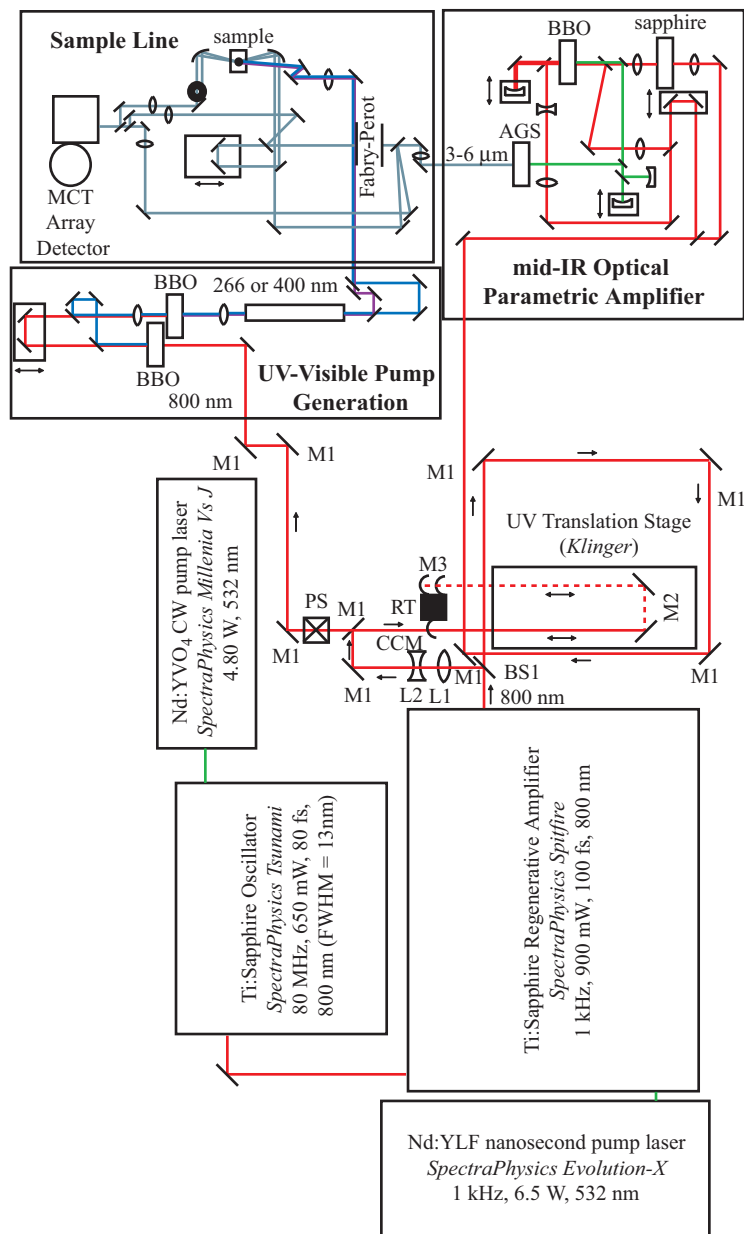 Sample Line
sample
MCT
Array
Detector
Fabry-Perot
3-6 μm
BBO
sapphire
AGS
mid-IR Optical
Parametric Amplifier
BBO
266 or 400 nm
BBO
UV-Visible Pump
Generation
800 nm
M1
M1
M1
M1
UV Translation Stage
(Klinger)
M3
M2
PS
M1
RT
CCM
M1
M1
L2
L1
M1
BS1
M1
800 nm
Nd:YVO4 CW pump laser
SpectraPhysics Millenia Vs J
4.80 W, 532 nm
Ti:Sapphire Oscillator
SpectraPhysics Tsunami
80 MHz, 650 mW, 80 fs,
800 nm (FWHM = 13nm)
Ti:Sapphire Regenerative Amplifier
SpectraPhysics Spitfire
1 kHz, 900 mW, 100 fs, 800 nm
Nd:YLF nanosecond pump laser
SpectraPhysics Evolution-X
1 kHz, 6.5 W, 532 nm